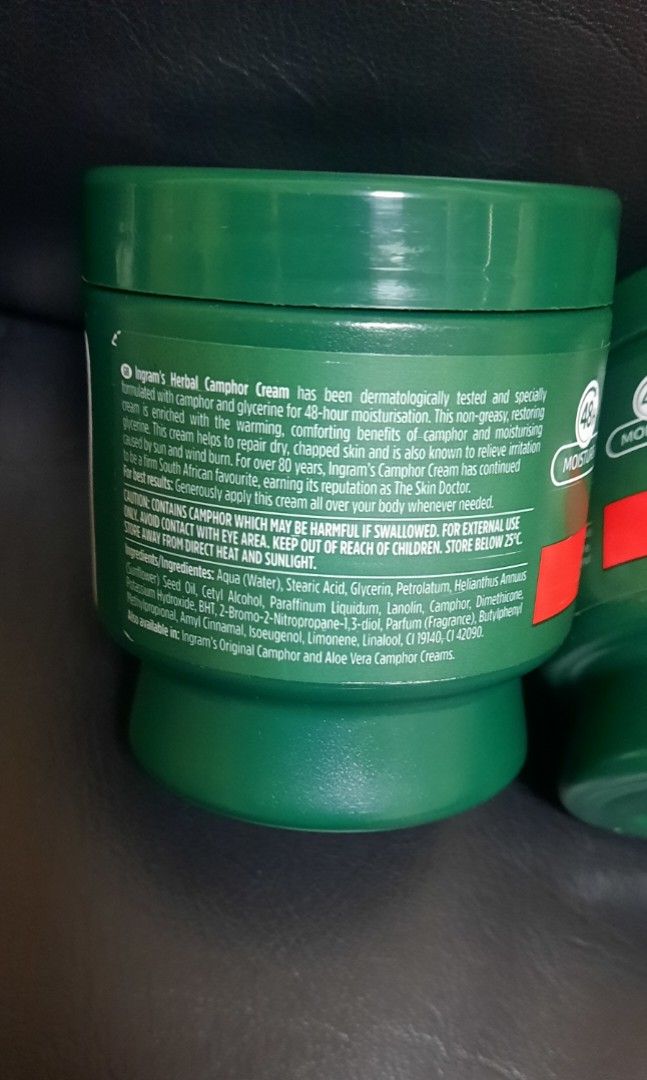 GB Ingram's Herbal Camphor Cream has been dermatologically tested and specially
formulated with camphor and glycerine for 48-hour moisturisation. This non-greasy, restoring
cream is enriched with the warming, comforting benefits of camphor and moisturising
glycerine. This cream helps to repair dry, chapped skin and is also known to relieve irritation
caused by sun and wind burn. For over 80 years, Ingram's Camphor Cream has continued
to be a firm South African favourite, earning its reputation as The Skin Doctor.
For best results: Generously apply this cream all over your body whenever needed.
CAUTION: CONTAINS CAMPHOR WHICH MAY BE HARMFUL IF SWALLOWED. FOR EXTERNAL USE
ONLY. AVOID CONTACT WITH EYE AREA. KEEP OUT OF REACH OF CHILDREN. STORE BELOW 25°C.
STORE AWAY FROM DIRECT HEAT AND SUNLIGHT.
Ingredients/Ingredientes: Aqua (Water), Stearic Acid, Glycerin, Petrolatum, Helianthus Annuus
(Sunflower) Seed Oil, Cetyl Alcohol, Paraffinum Liquidum, Lanolin, Camphor, Dimethicone,
Potassium Hydroxide, BHT, 2-Bromo-2-Nitropropane-1,3-diol, Parfum (Fragrance), Butylphenyl
Methylpropional, Amyl Cinnamal, Isoeugenol, Limonene, Linalool, CI 19140, CI 42090.
Also available in: Ingram's Original Camphor and Aloe Vera Camphor Creams.
48